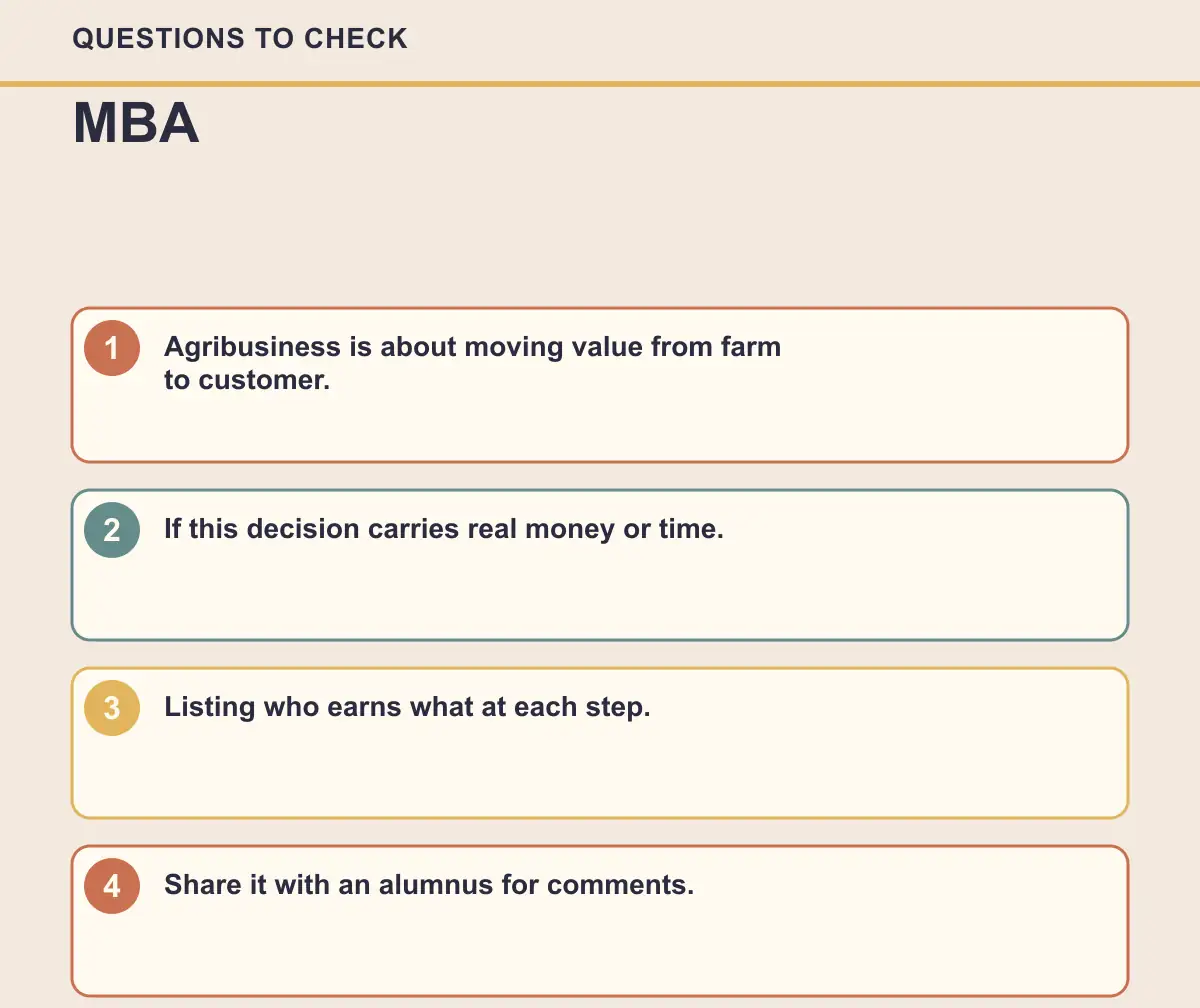 QUESTIONS TO CHECK
MBA
1
Agribusiness is about moving value from farm
to customer.
2
If this decision carries real money or time.
3
Listing who earns what at each step.
4
Share it with an alumnus for comments.